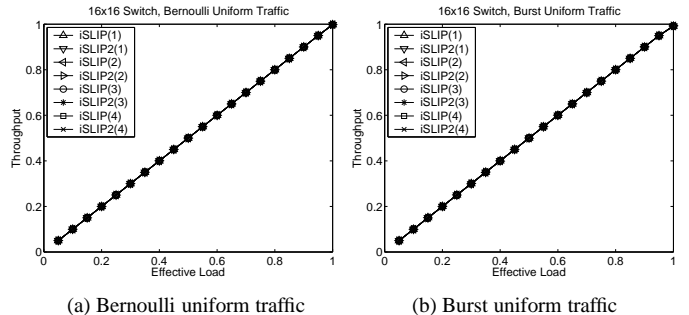 16x16 Switch, Bernoulli Uniform Traffic
iSLIP(1)
iSLIP2(1)
iSLIP(2)
iSLIP2(2)
iSLIP(3)
iSLIP2(3)
iSLIP(4)
iSLIP2(4)
Throughput
1
0.8
0.6
0.4
0.2
0
0 0.2 0.4 0.6 0.8 1
Effective Load
(a) Bernoulli uniform traffic
16x16 Switch, Burst Uniform Traffic
iSLIP(1)
iSLIP2(1)
iSLIP(2)
iSLIP2(2)
iSLIP(3)
iSLIP2(3)
iSLIP(4)
iSLIP2(4)
Throughput
1
0.8
0.6
0.4
0.2
0
0 0.2 0.4 0.6 0.8 1
Effective Load
(b) Burst uniform traffic